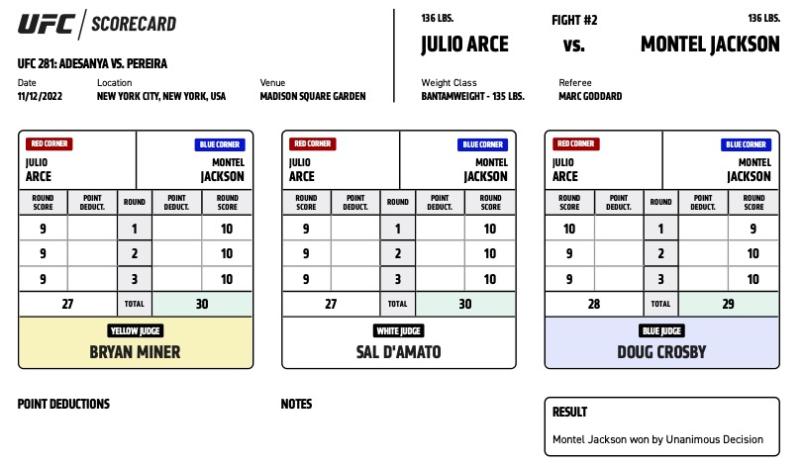 UFC / SCORECARD
UFC 281: ADESANYA VS. PEREIRA
Date Location Venue
11/12/2022 NEW YORK CITY, NEW YORK, USA MADISON SQUARE GARDEN
136 LBS. FIGHT #2 136 LBS.
JULIO ARCE vs. MONTEL JACKSON
Weight Class Referee
BANTAMWEIGHT - 135 LBS. MARC GODDARD
RED CORNER BLUE CORNER
JULIO MONTEL
ARCE JACKSON
ROUND SCORE POINT DEDUCT. ROUND POINT DEDUCT. ROUND SCORE
9 1 10
9 2 10
9 3 10
27 TOTAL 30
YELLOW JUDGE
BRYAN MINER
RED CORNER BLUE CORNER
JULIO MONTEL
ARCE JACKSON
ROUND SCORE POINT DEDUCT. ROUND POINT DEDUCT. ROUND SCORE
9 1 10
9 2 10
9 3 10
27 TOTAL 30
WHITE JUDGE
SAL D'AMATO
RED CORNER BLUE CORNER
JULIO MONTEL
ARCE JACKSON
ROUND SCORE POINT DEDUCT. ROUND POINT DEDUCT. ROUND SCORE
10 1 9
9 2 10
9 3 10
28 TOTAL 29
BLUE JUDGE
DOUG CROSBY
POINT DEDUCTIONS
NOTES
RESULT
Montel Jackson won by Unanimous Decision